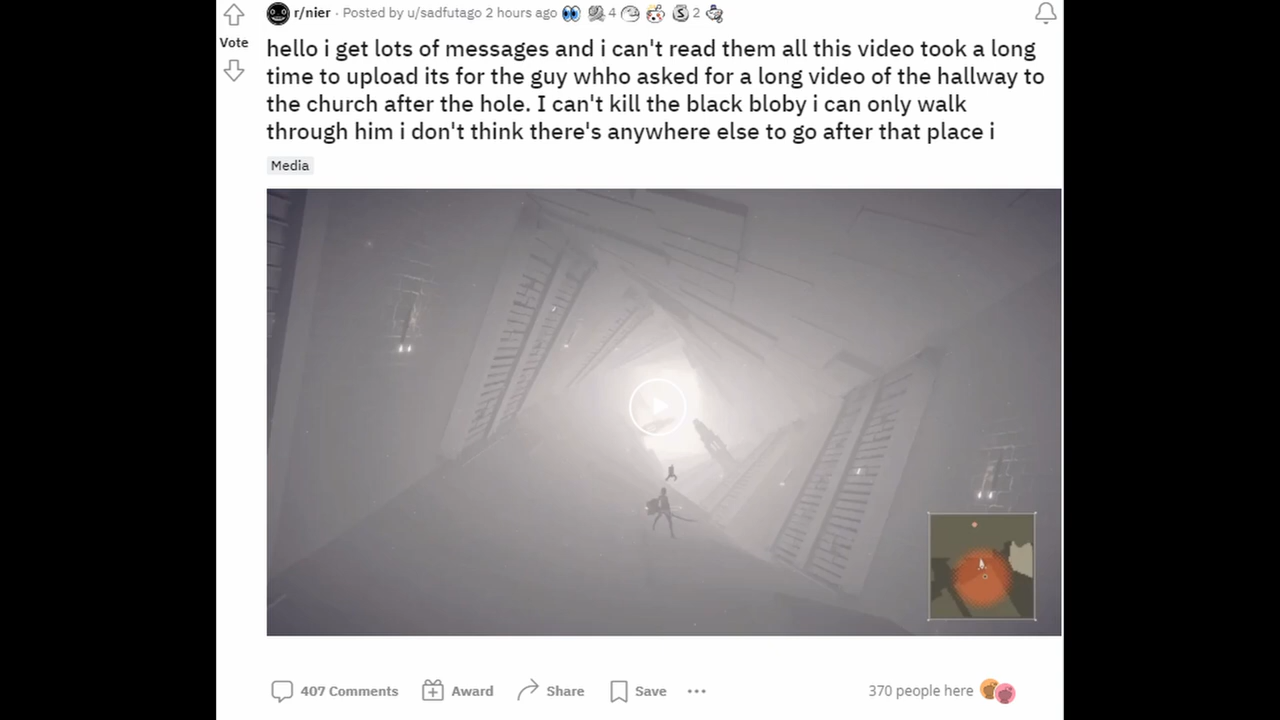 r/nier · Posted by u/sadfutago 2 hours ago 4 2
Vote
hello i get lots of messages and i can't read them all this video took a long
time to upload its for the guy whho asked for a long video of the hallway to
the church after the hole. I can't kill the black bloby i can only walk
through him i don't think there's anywhere else to go after that place i
Media
407 Comments Award Share Save 370 people here